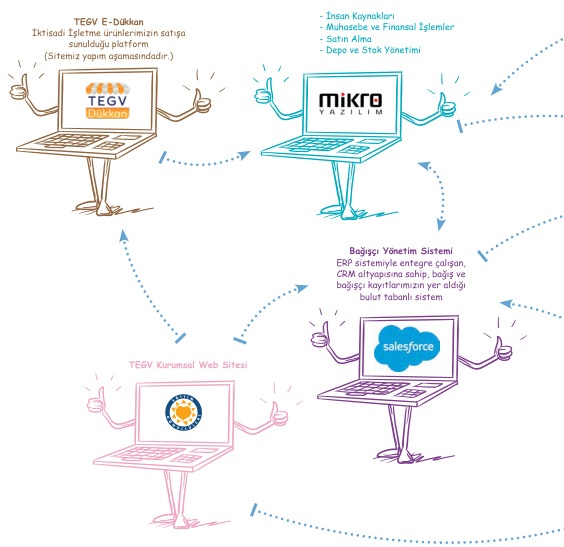 TEGV E-Dükkan
İktisadi İşletme ürünlerimizin satışa
sunulduğu platform
(Sitemiz yapım aşamasındadır.)
TEGV
Dükkan
- İnsan Kaynakları
- Muhasebe ve Finansal İşlemler
- Satın Alma
- Depo ve Stok Yönetimi
mikro
YAZILIM
Bağışçı Yönetim Sistemi
ERP sistemiyle entegre çalışan,
CRM altyapısına sahip, bağış ve
bağışçı kayıtlarımızın yer aldığı
bulut tabanlı sistem
salesforce
TEGV Kurumsal Web Sitesi